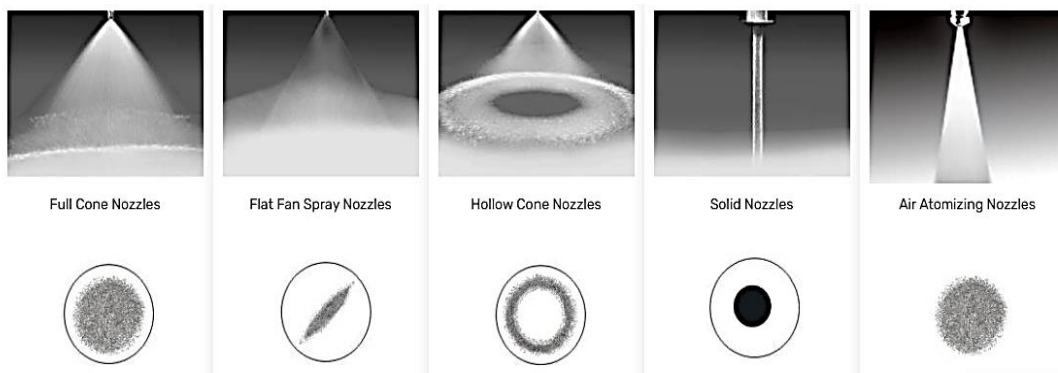 Full Cone Nozzles
Flat Fan Spray Nozzles
Hollow Cone Nozzles
Solid Nozzles
Air Atomizing Nozzles